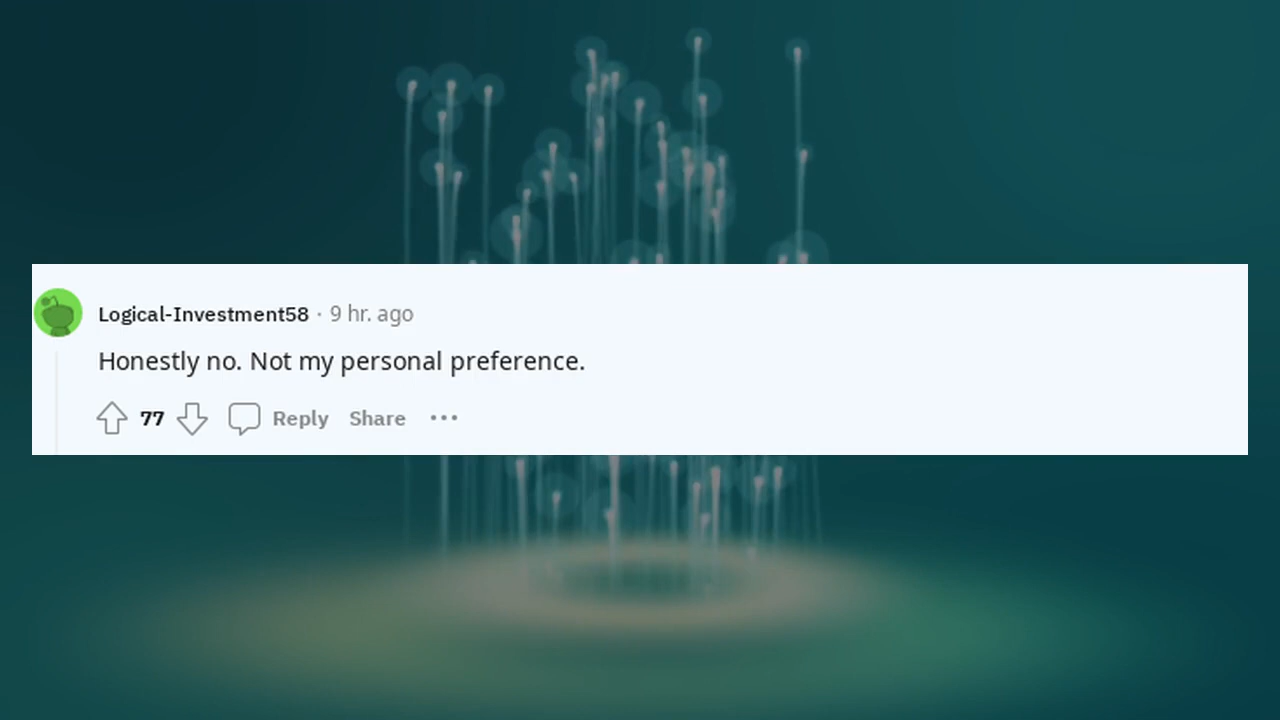 Logical-Investment58 · 9 hr. ago
Honestly no. Not my personal preference.
77 Reply Share ···